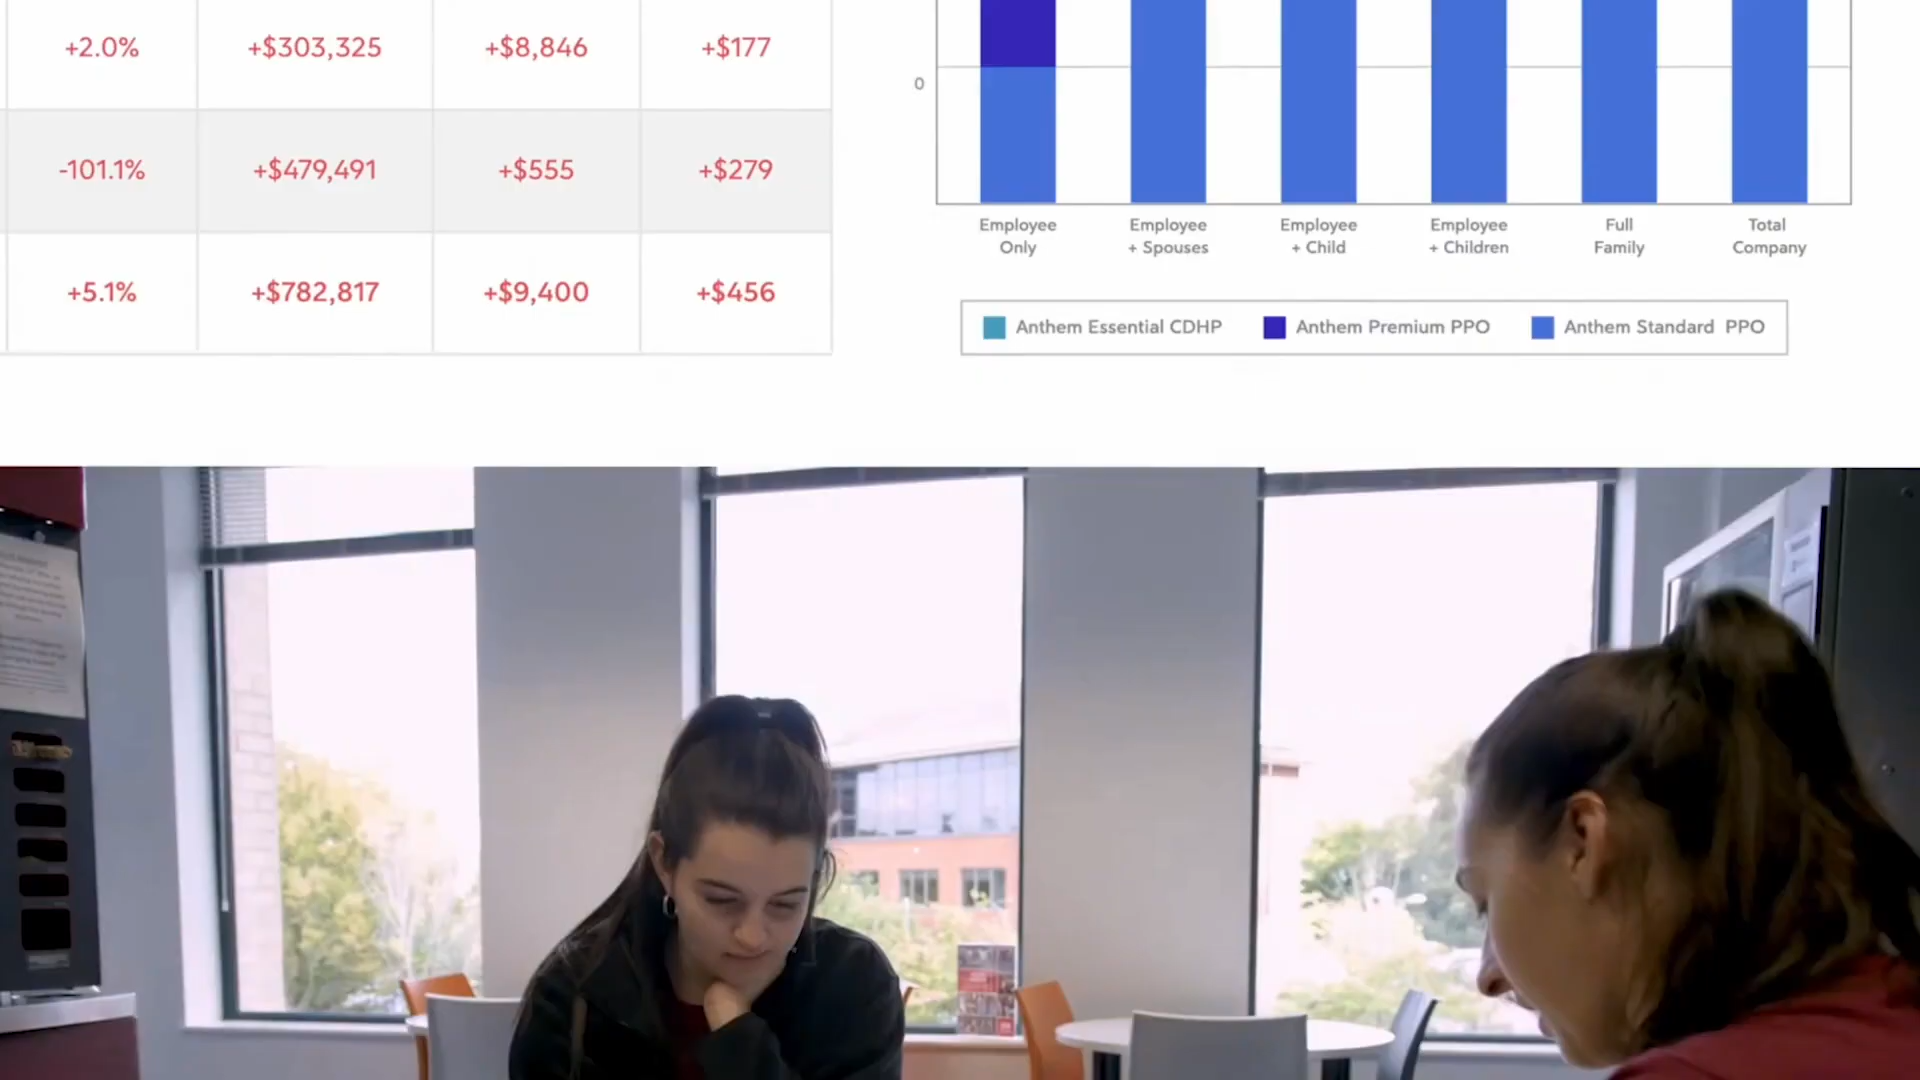 +2.0% +$303,325 +$8,846 +$177
-101.1% +$479,491 +$555 +$279
+5.1% +$782,817 +$9,400 +$456
0
Employee Only
Employee + Spouses
Employee + Child
Employee + Children
Full Family
Total Company
Anthem Essential CDHP
Anthem Premium PPO
Anthem Standard PPO